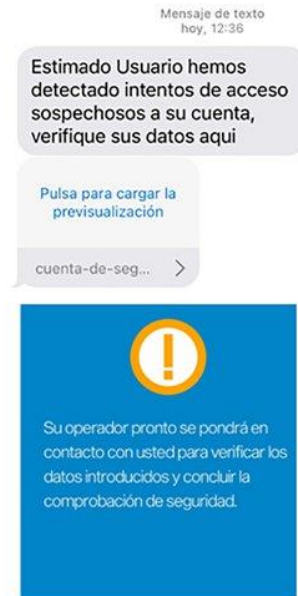 Mensaje de texto
hoy, 12:36
Estimado Usuario hemos
detectado intentos de acceso
sospechosos a su cuenta,
verifique sus datos aqui
Pulsa para cargar la
previsualización
cuenta-de-seg...
!
Su operador pronto se pondrá en
contacto con usted para verificar los
datos introducidos y concluir la
comprobación de seguridad.